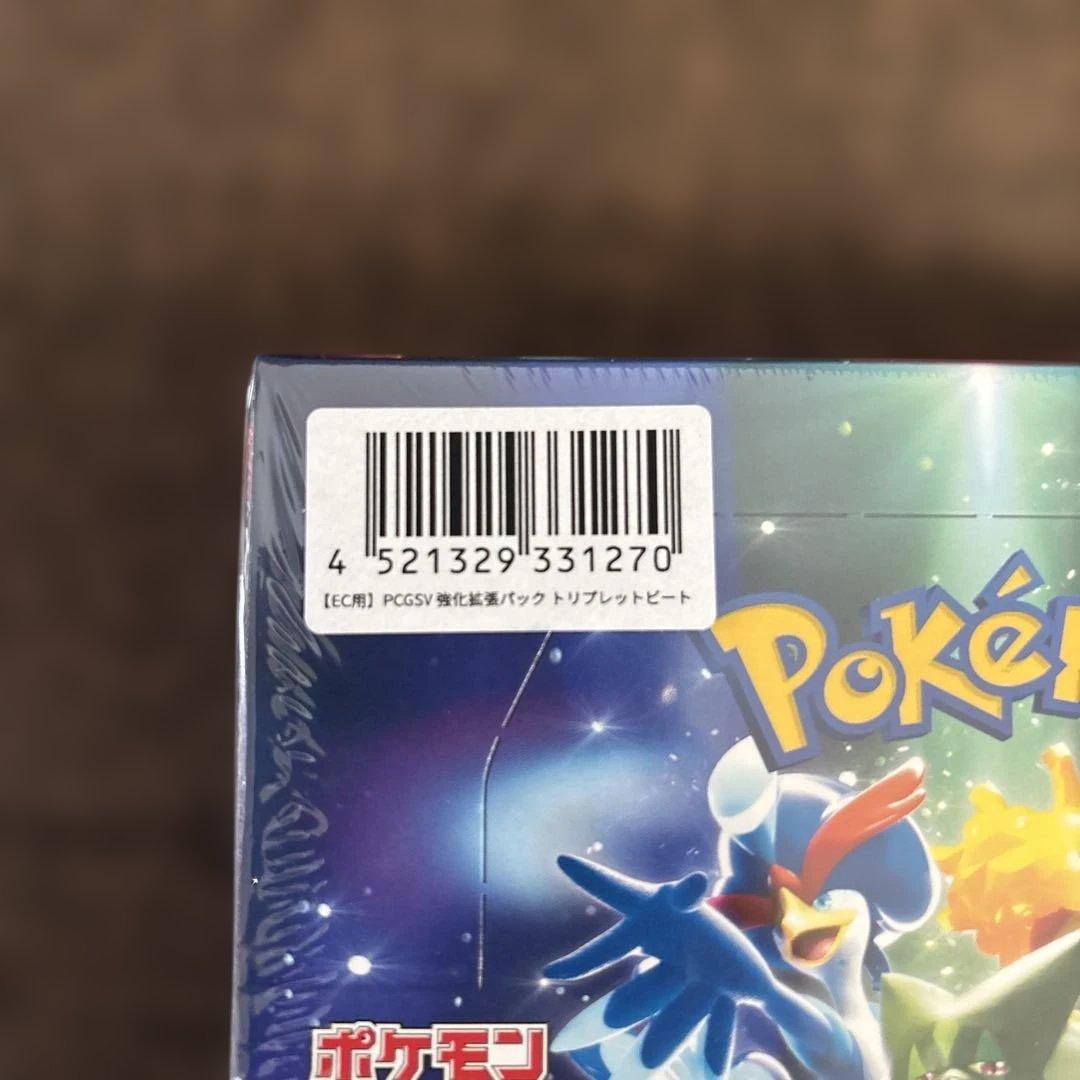 4 521329 331270
【EC用】PCGSV 強化拡張パック トリプレットビート
Poké
ポケモン